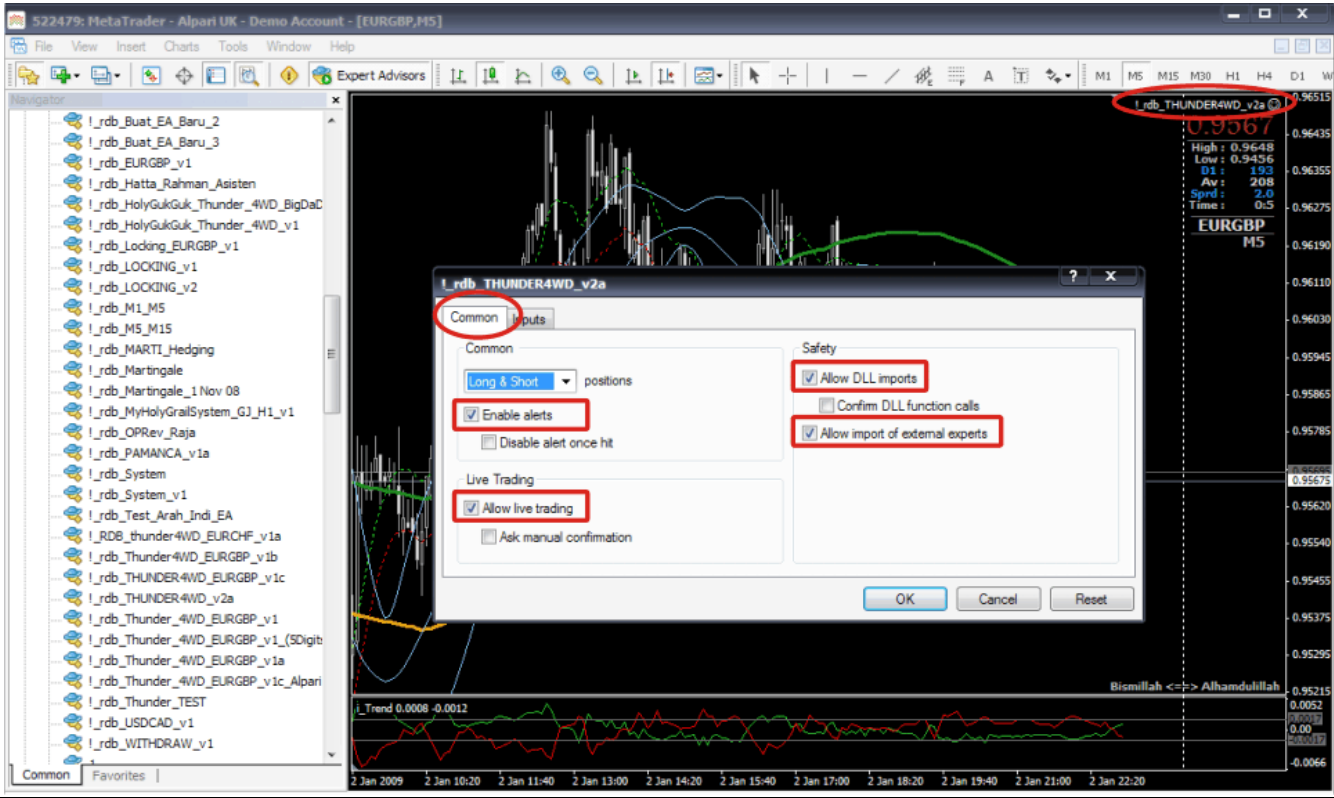 522479: MetaTrader - Alpari UK - Demo Account - [EURGBP,M5]
File View Insert Charts Tools Window Help
Expert Advisors A T M1 M5 M15 M30 H1 H4 D1 W
Navigator
!_rdb_Buat_EA_Baru_2
!_rdb_Buat_EA_Baru_3
!_rdb_EURGBP_v1
!_rdb_Hatta_Rahman_Asisten
!_rdb_HolyGukGuk_Thunder_4WD_BigDaD
!_rdb_HolyGukGuk_Thunder_4WD_v1
!_rdb_Locking_EURGBP_v1
!_rdb_LOCKING_v1
!_rdb_LOCKING_v2
!_rdb_M1_M5
!_rdb_M5_M15
!_rdb_MARTI_Hedging
!_rdb_Martingale
!_rdb_Martingale_1 Nov 08
!_rdb_MyHolyGrailSystem_GJ_H1_v1
!_rdb_OPRev_Raja
!_rdb_PAMANCA_v1a
!_rdb_System
!_rdb_System_v1
!_rdb_Test_Arah_Indi_EA
!_RDB_thunder4WD_EURCHF_v1a
!_rdb_Thunder4WD_EURGBP_v1b
!_rdb_THUNDER4WD_EURGBP_v1c
!_rdb_THUNDER4WD_v2a
!_rdb_Thunder_4WD_EURGBP_v1
!_rdb_Thunder_4WD_EURGBP_v1_(5Digits
!_rdb_Thunder_4WD_EURGBP_v1a
!_rdb_Thunder_4WD_EURGBP_v1c_Alpari
!_rdb_Thunder_TEST
!_rdb_USDCAD_v1
!_rdb_WITHDRAW_v1
Common Favorites
!_rdb_THUNDER4WD_v2a
0.9567
High : 0.9648
Low : 0.9456
D1 : 193
Av : 208
Sprd : 2.0
Time : 0:5
EURGBP
M5
!_rdb_THUNDER4WD_v2a
Common Inputs
Common
Long & Short positions
Enable alerts
Disable alert once hit
Live Trading
Allow live trading
Ask manual confirmation
Safety
Allow DLL imports
Confirm DLL function calls
Allow import of external experts
OK Cancel Reset
0.96515
0.96435
0.96355
0.96275
0.96190
0.96110
0.96030
0.95945
0.95865
0.95785
0.95695
0.95675
0.95620
0.95540
0.95455
0.95375
0.95295
0.95215
Bismillah <==> Alhamdulillah
i_Trend 0.0008 -0.0012
0.0052
0.0017
0.00
-0.0017
-0.0066
2 Jan 2009 2 Jan 10:20 2 Jan 11:40 2 Jan 13:00 2 Jan 14:20 2 Jan 15:40 2 Jan 17:00 2 Jan 18:20 2 Jan 19:40 2 Jan 21:00 2 Jan 22:20